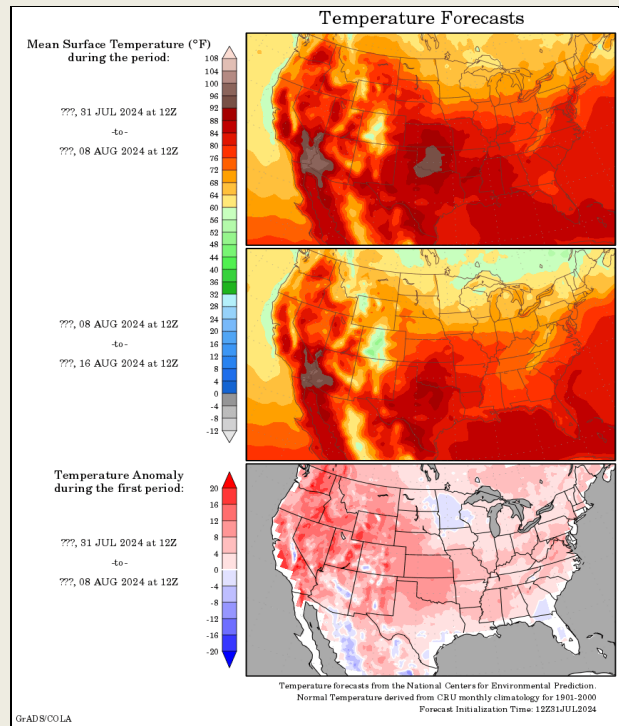 Temperature Forecasts
Mean Surface Temperature (°F)
during the period:
???, 31 JUL 2024 at 12Z
-to-
???, 08 AUG 2024 at 12Z
108
104
100
96
92
88
84
80
76
72
68
64
60
56
52
48
44
40
36
32
28
24
20
16
12
8
4
0
-4
-8
-12
???, 08 AUG 2024 at 12Z
-to-
???, 16 AUG 2024 at 12Z
Temperature Anomaly
during the first period:
???, 31 JUL 2024 at 12Z
-to-
???, 08 AUG 2024 at 12Z
20
16
12
8
4
0
-4
-8
-12
-16
-20
Temperature forecasts from the National Centers for Environmental Prediction.
Normal Temperature derived from CRU monthly climatology for 1901-2000
Forecast Initialization Time: 12Z31JUL2024
GrADS/COLA